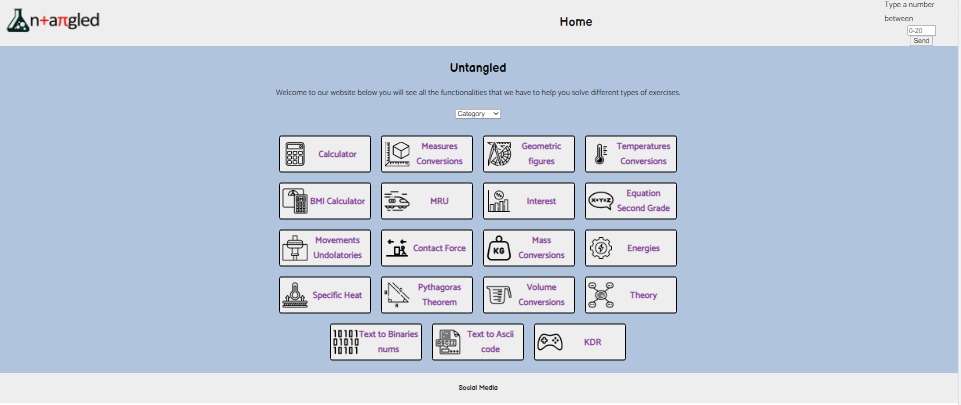 n+aπgled
Home
Type a number
between
0-20
Send
Untangled
Welcome to our website below you will see all the functionalities that we have to help you solve different types of exercises.
Category
Calculator
Measures
Conversions
Geometric
figures
Temperatures
Conversions
BMI Calculator
MRU
Interest
X+Y=Z
Equation
Second Grade
Movements
Undolatories
Contact Force
KG
Mass
Conversions
Energies
Specific Heat
Pythagoras
Theorem
Volume
Conversions
Theory
10101
01010
10101
Text to Binaries
nums
Text to Ascii
code
KDR
Social Media